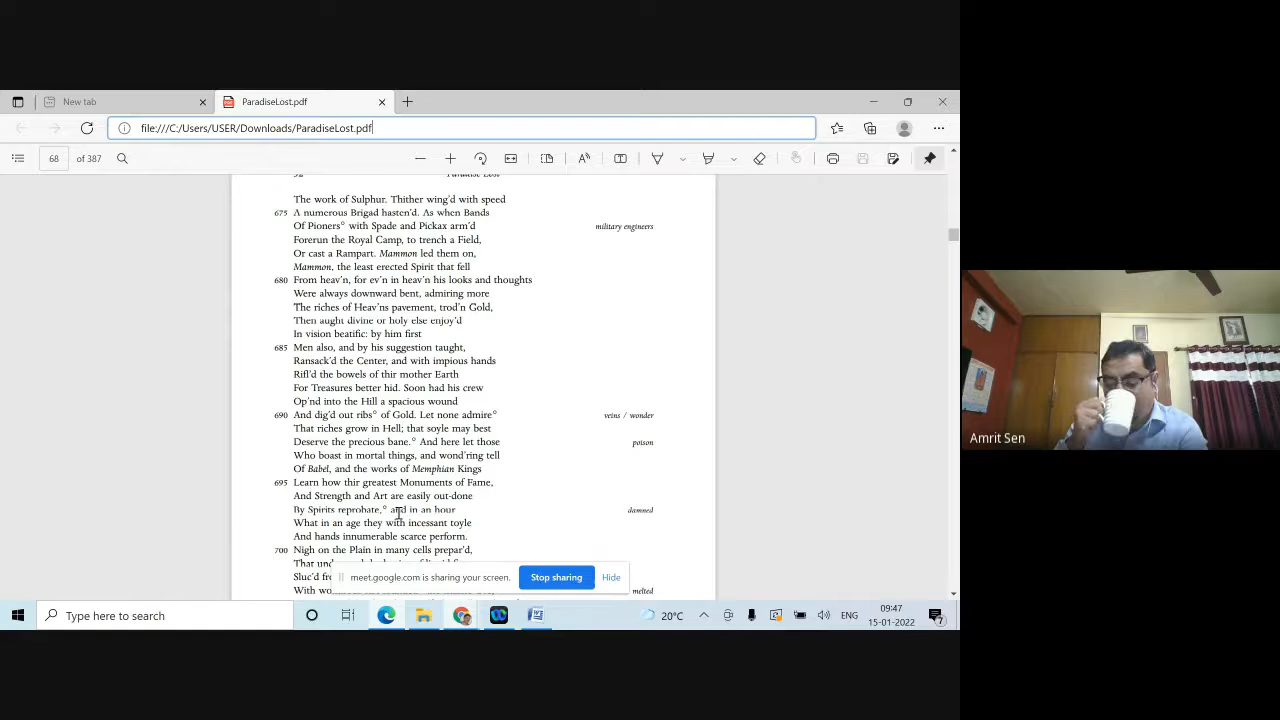 New tab
ParadiseLost.pdf
file:///C:/Users/USER/Downloads/ParadiseLost.pdf
68 of 387
Paradise Lost
The work of Sulphur. Thither wing'd with speed
675 A numerous Brigad hasten'd. As when Bands
Of Pioners° with Spade and Pickax arm'd military engineers
Forerun the Royal Camp, to trench a Field,
Or cast a Rampart. Mammon led them on,
Mammon, the least erected Spirit that fell
680 From heav'n, for ev'n in heav'n his looks and thoughts
Were always downward bent, admiring more
The riches of Heav'ns pavement, trod'n Gold,
Then aught divine or holy else enjoy'd
In vision beatific: by him first
685 Men also, and by his suggestion taught,
Ransack'd the Center, and with impious hands
Rifl'd the bowels of thir mother Earth
For Treasures better hid. Soon had his crew
Op'nd into the Hill a spacious wound
690 And dig'd out ribs° of Gold. Let none admire° veins / wonder
That riches grow in Hell; that soyle may best
Deserve the precious bane.° And here let those poison
Who boast in mortal things, and wond'ring tell
Of Babel, and the works of Memphian Kings
695 Learn how thir greatest Monuments of Fame,
And Strength and Art are easily out-done
By Spirits reprobate,° and in an hour damned
What in an age they with incessant toyle
And hands innumerable scarce perform.
700 Nigh on the Plain in many cells prepar'd,
That
Sluc'd
With melted
meet.google.com is sharing your screen. Stop sharing Hide
Type here to search
20°C
ENG
09:47
15-01-2022
7
Amrit Sen